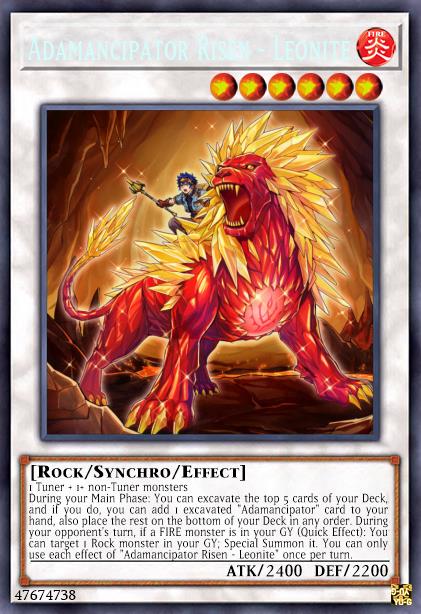 Adamancipator Risen - Leonite
FIRE
炎
[Rock/Synchro/Effect]
1 Tuner + 1+ non-Tuner monsters
During your Main Phase: You can excavate the top 5 cards of your Deck,
and if you do, you can add 1 excavated "Adamancipator" card to your
hand, also place the rest on the bottom of your Deck in any order. During
your opponent's turn, if a FIRE monster is in your GY (Quick Effect): You
can target 1 Rock monster in your GY; Special Summon it. You can only
use each effect of "Adamancipator Risen - Leonite" once per turn.
ATK/2400 DEF/2200
47674738